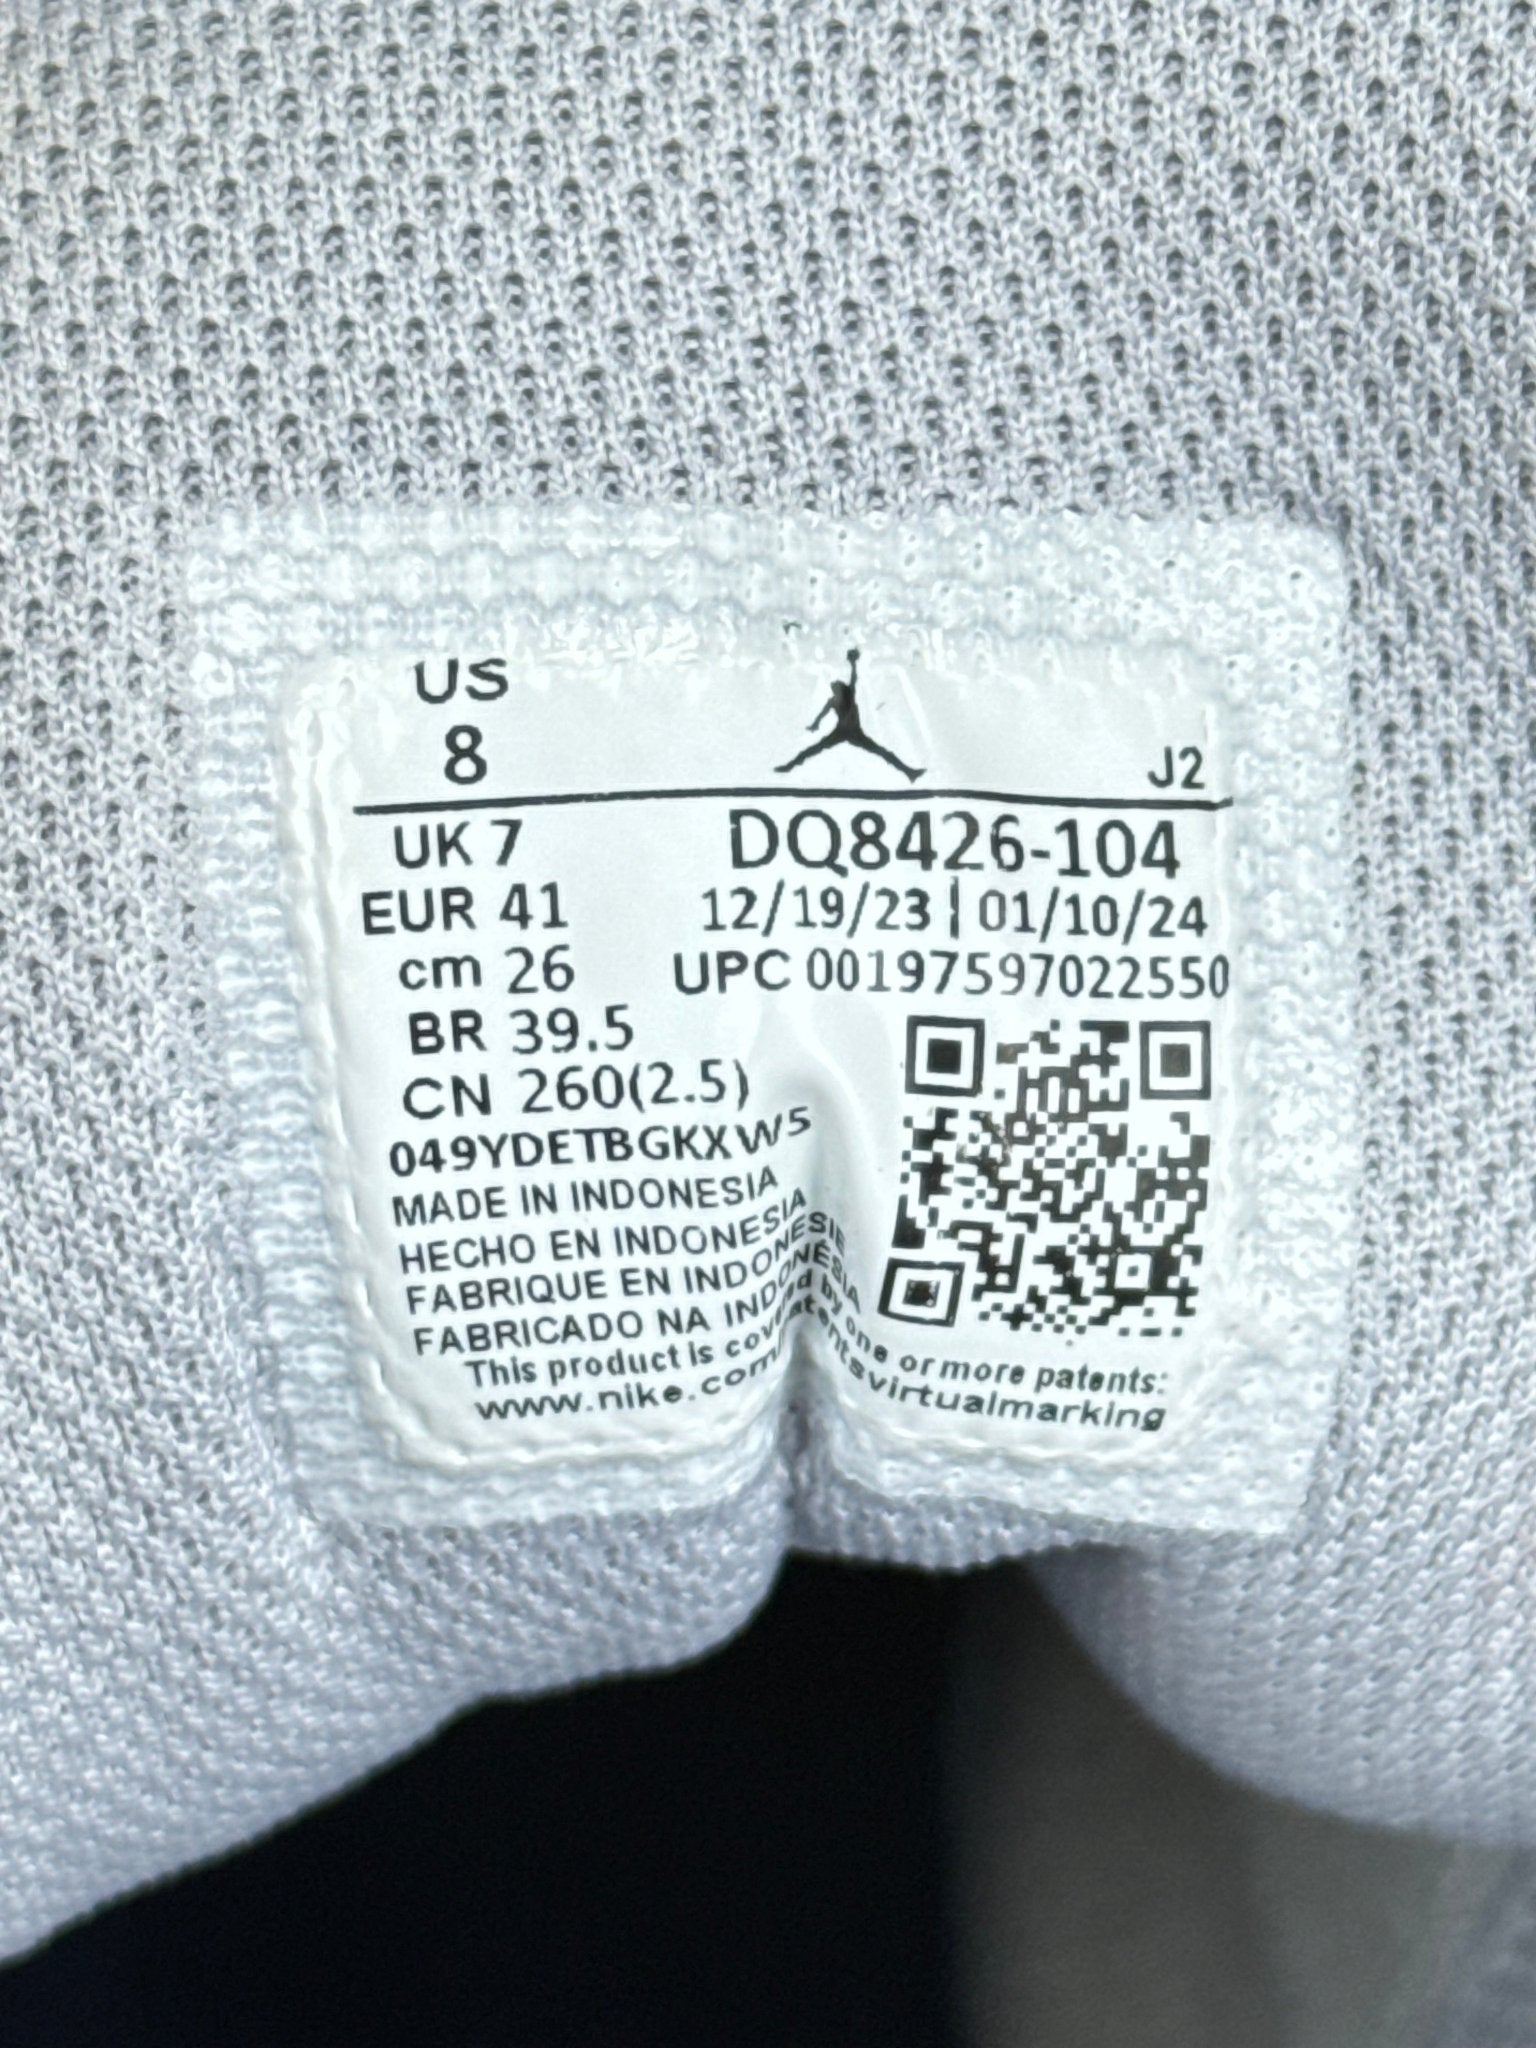 US
8
J2
UK 7
DQ8426-104
EUR 41
12/19/23 | 01/10/24
cm 26
UPC 00197597022550
BR 39.5
CN 260(2.5)
049YDETBGKXW5
MADE IN INDONESIA
HECHO EN INDONESIA
FABRIQUE EN INDONÉSIE
FABRICADO NA INDONÉSIA
This product is covered by one or more patents:
www.nike.com/patentsvirtualmarking